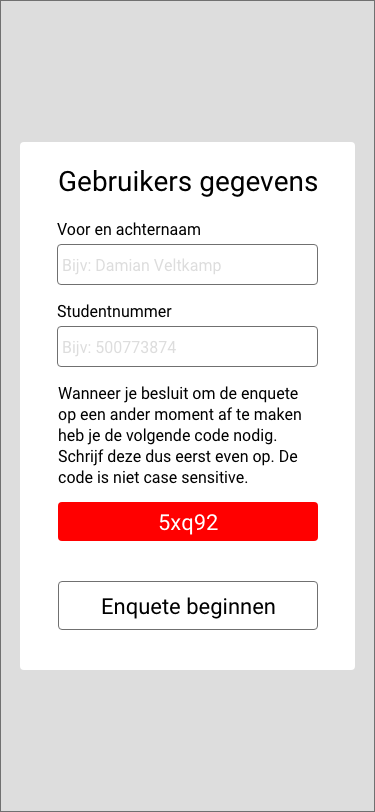 Gebruikers gegevens
Voor en achternaam
Bijv: Damian Veltkamp
Studentnummer
Bijv: 500773874
Wanneer je besluit om de enquete
op een ander moment af te maken
heb je de volgende code nodig.
Schrijf deze dus eerst even op. De
code is niet case sensitive.
5xq92
Enquete beginnen